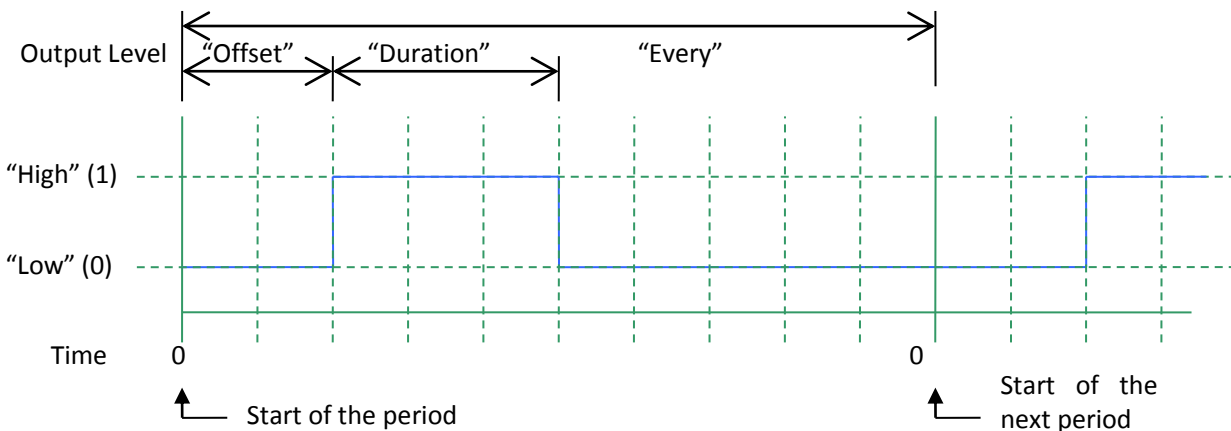 Output Level “Offset” “Duration” “Every”
“High” (1)
“Low” (0)
Time 0 0
Start of the period
Start of the
next period